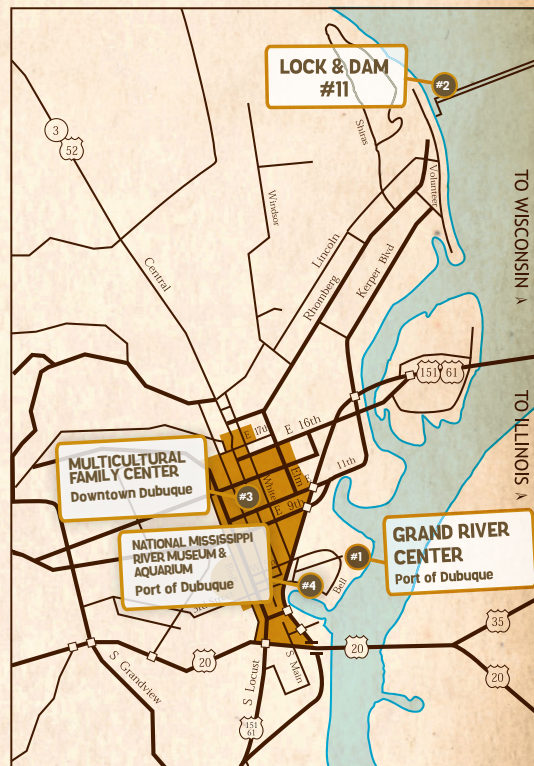 LOCK & DAM
#11
#2
3
52
Shiras
Volunteer
Windsor
TO WISCONSIN
Central
Lincoln
Rhomberg
Kerper Blvd
151 61
TO ILLINOIS
E 17th
E 16th
11th
Elm
White
E 9th
MULTICULTURAL
FAMILY CENTER
Downtown Dubuque
#3
NATIONAL MISSISSIPPI
RIVER MUSEUM &
AQUARIUM
Port of Dubuque
#4
#1
GRAND RIVER
CENTER
Port of Dubuque
Bell
35
20
20
20
S Grandview
S Locust
S Main
151
61